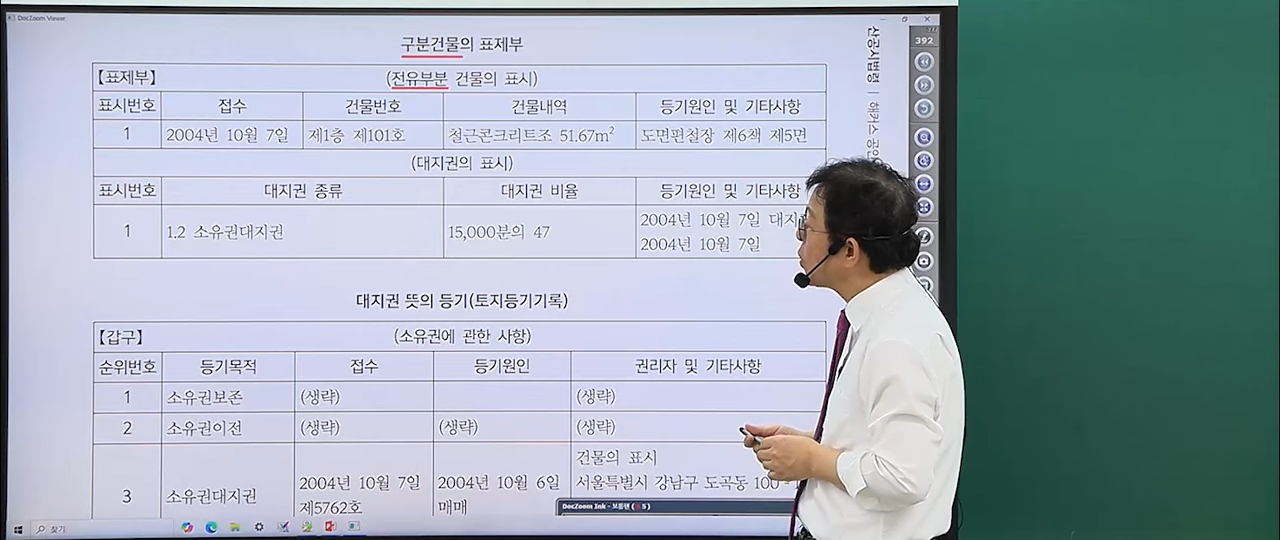 DocZoom Viewer
392
구분건물의 표제부
【표제부】 (전유부분 건물의 표시)
표시번호 접수 건물번호 건물내역 등기원인 및 기타사항
1 2004년 10월 7일 제1층 제101호 철근콘크리트조 51.67m² 도면편철장 제6책 제5면
(대지권의 표시)
표시번호 대지권 종류 대지권 비율 등기원인 및 기타사항
1 1.2 소유권대지권 15,000분의 47 2004년 10월 7일 대지
2004년 10월 7일
대지권 뜻의 등기(토지등기기록)
【갑구】 (소유권에 관한 사항)
순위번호 등기목적 접수 등기원인 권리자 및 기타사항
1 소유권보존 (생략) (생략)
2 소유권이전 (생략) (생략) (생략)
3 소유권대지권 2004년 10월 7일 2004년 10월 6일 건물의 표시
제5762호 매매 서울특별시 강남구 도곡동 100
DocZoom Ink - 보통펜 ( 5)
찾기